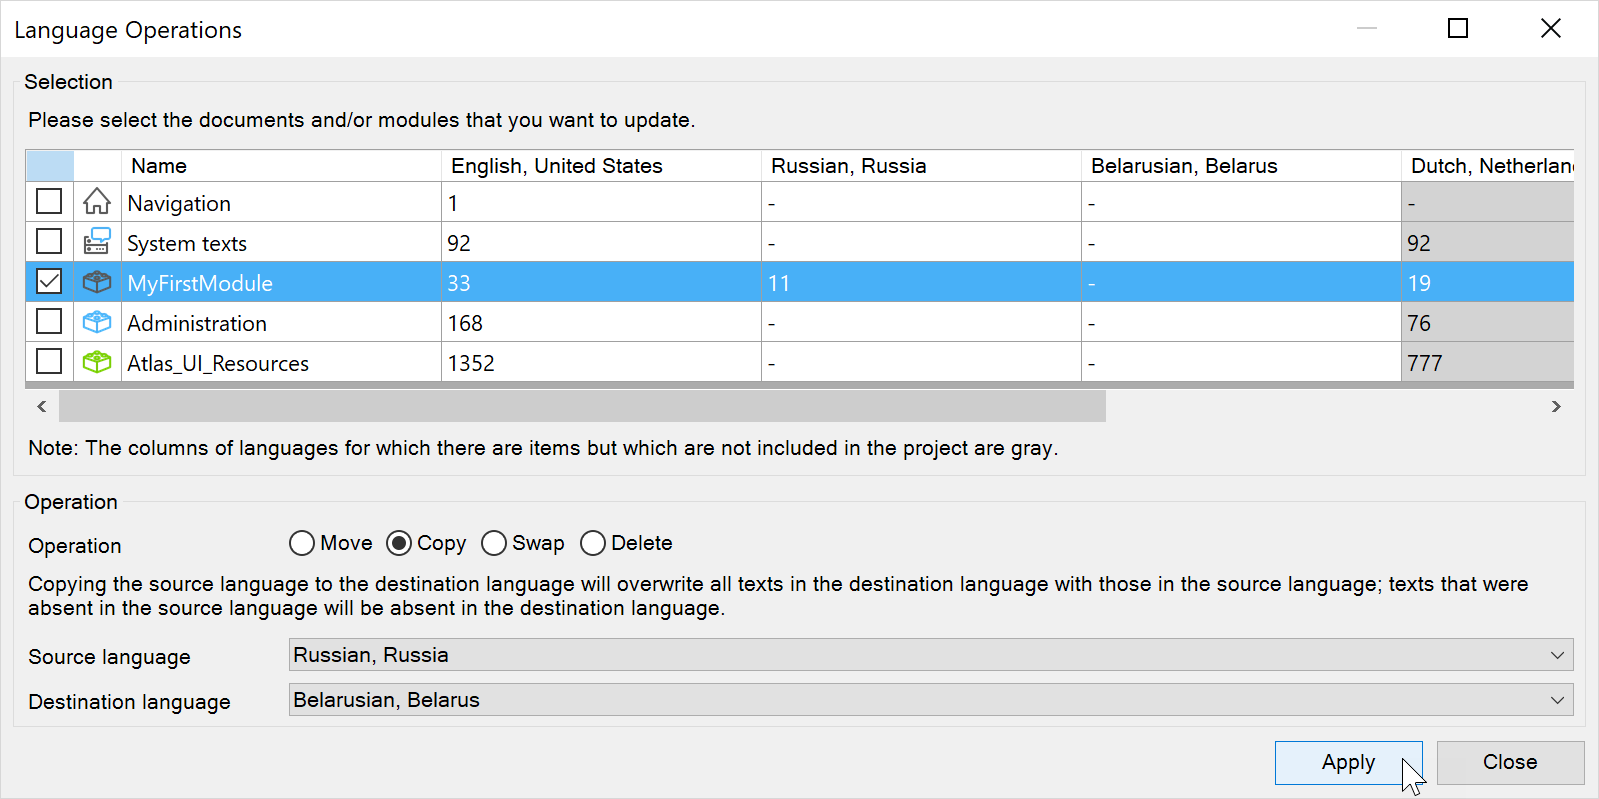 Language Operations
Selection
Please select the documents and/or modules that you want to update.
Name English, United States Russian, Russia Belarusian, Belarus Dutch, Netherlan
Navigation 1 - - -
System texts 92 - - 92
MyFirstModule 33 11 - 19
Administration 168 - - 76
Atlas_UI_Resources 1352 - - 777
Note: The columns of languages for which there are items but which are not included in the project are gray.
Operation
Operation Move Copy Swap Delete
Copying the source language to the destination language will overwrite all texts in the destination language with those in the source language; texts that were
absent in the source language will be absent in the destination language.
Source language Russian, Russia
Destination language Belarusian, Belarus
Apply Close